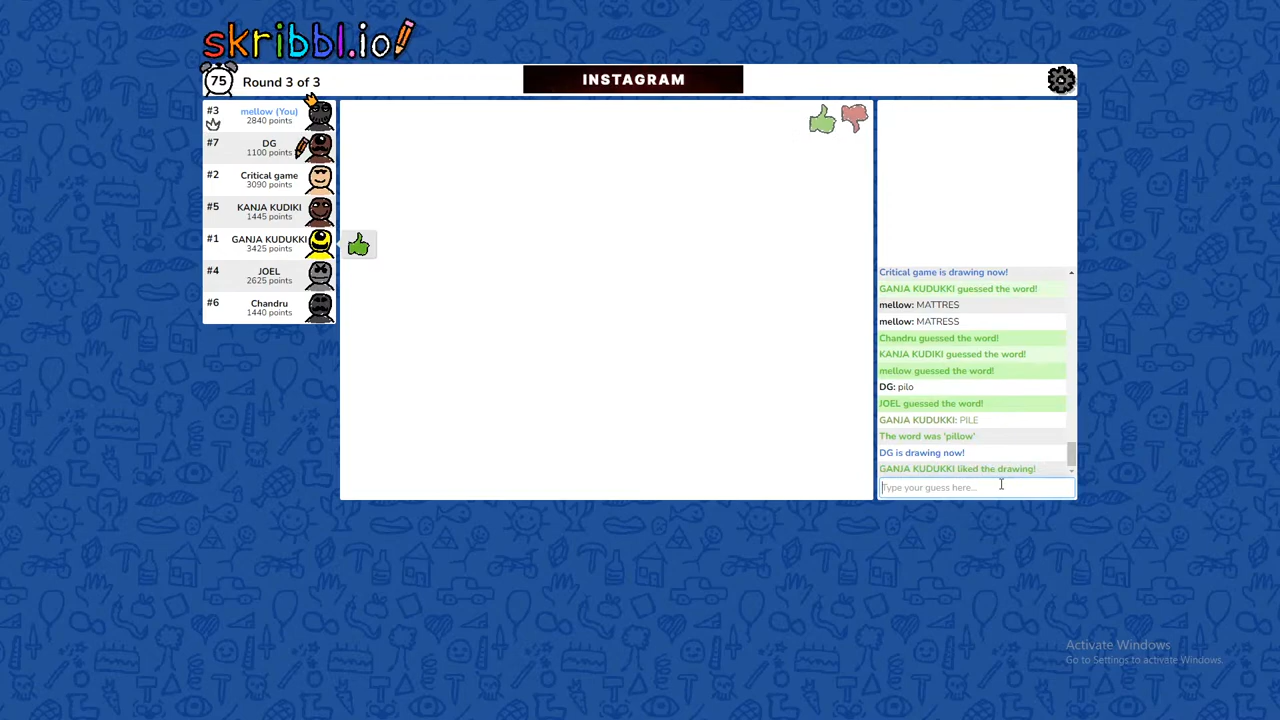 skribbl.io
75
Round 3 of 3
INSTAGRAM
#3
mellow (You)
2840 points
#7
DG
1100 points
#2
Critical game
3090 points
#5
KANJA KUDIKI
1445 points
#1
GANJA KUDUKKI
3425 points
#4
JOEL
2625 points
#6
Chandru
1440 points
Critical game is drawing now!
GANJA KUDUKKI guessed the word!
mellow: MATTRES
mellow: MATRESS
Chandru guessed the word!
KANJA KUDIKI guessed the word!
mellow guessed the word!
DG: pilo
JOEL guessed the word!
GANJA KUDUKKI: PILE
The word was 'pillow'
DG is drawing now!
GANJA KUDUKKI liked the drawing!
Type your guess here...
Activate Windows
Go to Settings to activate Windows.